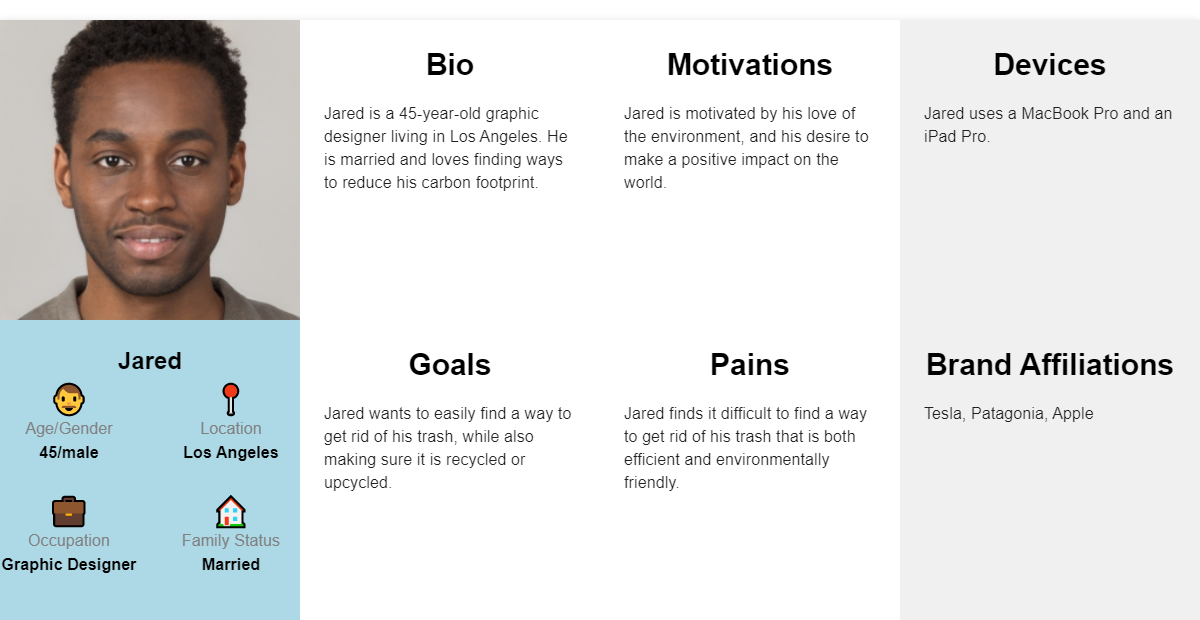 Bio
Jared is a 45-year-old graphic
designer living in Los Angeles. He
is married and loves finding ways
to reduce his carbon footprint.
Motivations
Jared is motivated by his love of
the environment, and his desire to
make a positive impact on the
world.
Devices
Jared uses a MacBook Pro and an
iPad Pro.
Jared
Age/Gender
45/male
Location
Los Angeles
Occupation
Graphic Designer
Family Status
Married
Goals
Jared wants to easily find a way to
get rid of his trash, while also
making sure it is recycled or
upcycled.
Pains
Jared finds it difficult to find a way
to get rid of his trash that is both
efficient and environmentally
friendly.
Brand Affiliations
Tesla, Patagonia, Apple